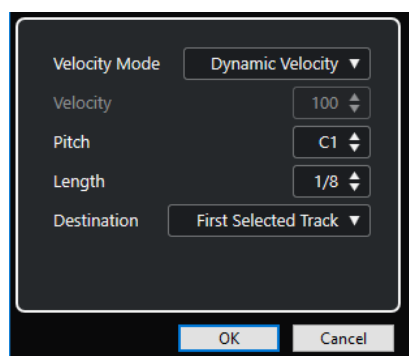 Velocity Mode Dynamic Velocity
Velocity 100
Pitch C1
Length 1/8
Destination First Selected Track
OK Cancel